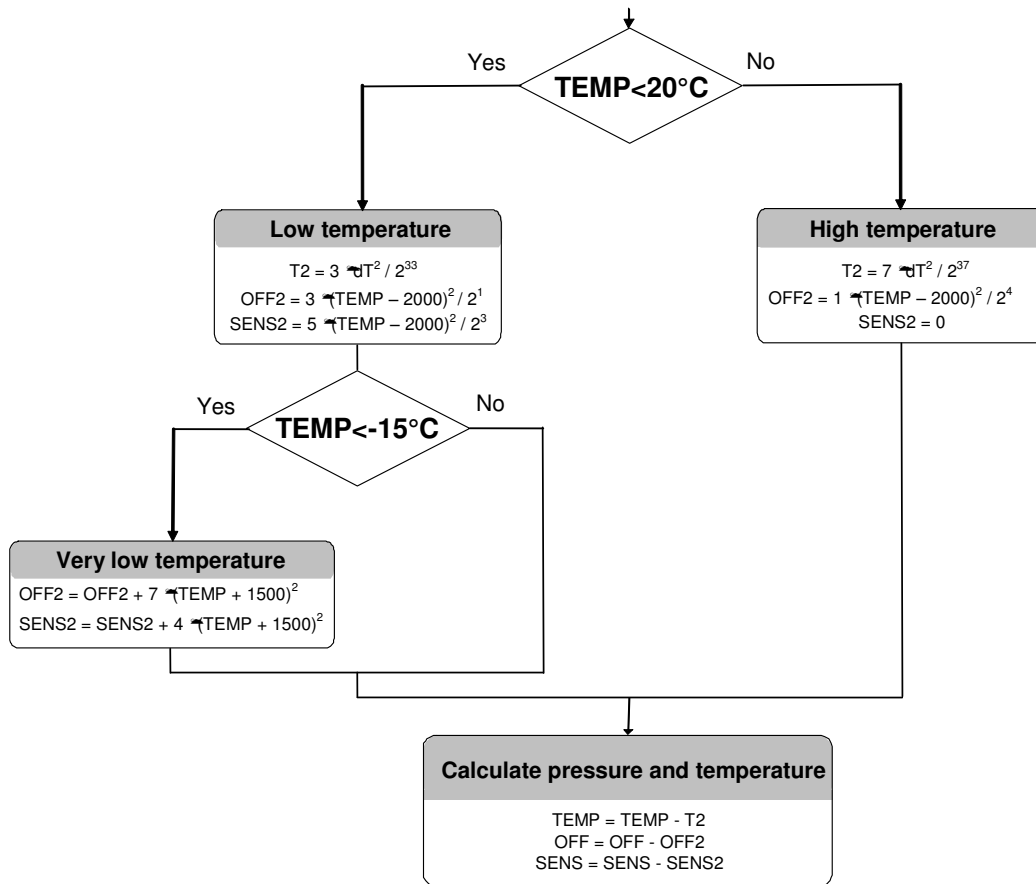 Yes
No
TEMP<20°C
Low temperature
T2 = 3 dT² / 2³³
OFF2 = 3 (TEMP – 2000)² / 2¹
SENS2 = 5 (TEMP – 2000)² / 2³
High temperature
T2 = 7 dT² / 2³⁷
OFF2 = 1 (TEMP – 2000)² / 2⁴
SENS2 = 0
Yes
No
TEMP<-15°C
Very low temperature
OFF2 = OFF2 + 7 (TEMP + 1500)²
SENS2 = SENS2 + 4 (TEMP + 1500)²
Calculate pressure and temperature
TEMP = TEMP - T2
OFF = OFF - OFF2
SENS = SENS - SENS2